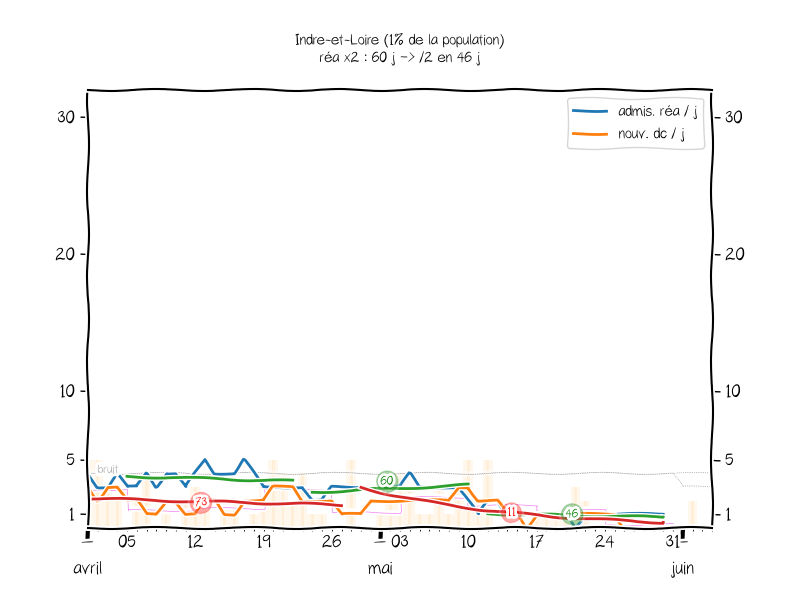 Indre-et-Loire (1% de la population)
réa x2 : 60 j -> /2 en 46 j
admis. réa / j
nouv. dc / j
30
30
20
20
10
10
5
5
1
1
bruit
73
60
11
46
05 12 19 26 03 10 17 24 31
avril mai juin